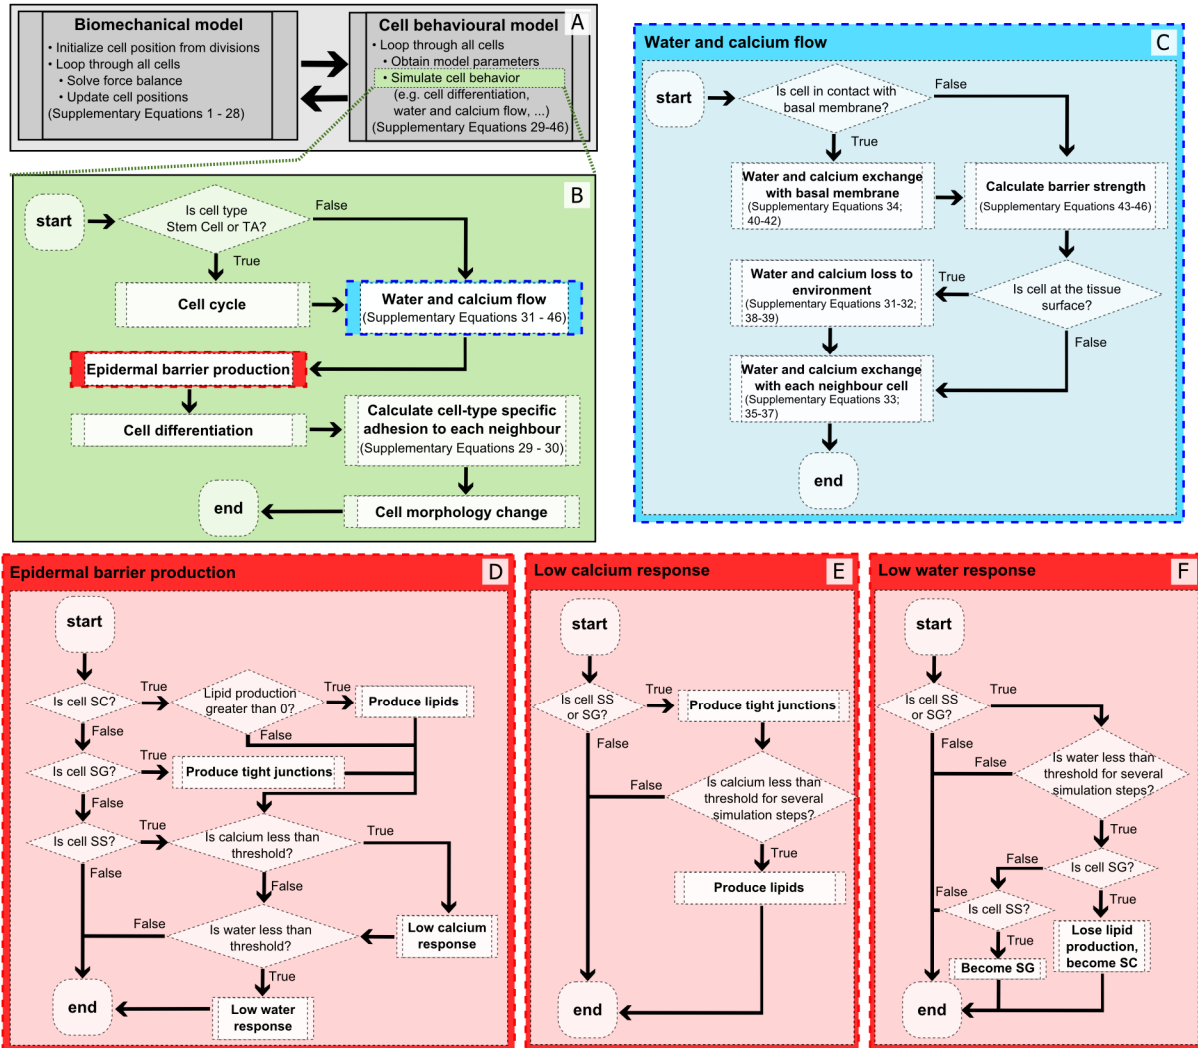 A
Biomechanical model
• Initialize cell position from divisions
• Loop through all cells
• Solve force balance
• Update cell positions
(Supplementary Equations 1 - 28)
Cell behavioural model
• Loop through all cells
• Obtain model parameters
• Simulate cell behavior
(e.g. cell differentiation,
water and calcium flow, ...)
(Supplementary Equations 29-46)
B
start
Is cell type
Stem Cell or TA?
False
True
Cell cycle
Water and calcium flow
(Supplementary Equations 31 - 46)
Epidermal barrier production
Cell differentiation
Calculate cell-type specific
adhesion to each neighbour
(Supplementary Equations 29 - 30)
Cell morphology change
end
Water and calcium flow
C
start
Is cell in contact with
basal membrane?
False
True
Water and calcium exchange
with basal membrane
(Supplementary Equations 34;
40-42)
Calculate barrier strength
(Supplementary Equations 43-46)
Is cell at the tissue
surface?
True
False
Water and calcium loss to
environment
(Supplementary Equations 31-32;
38-39)
Water and calcium exchange
with each neighbour cell
(Supplementary Equations 33;
35-37)
end
Epidermal barrier production
D
start
Is cell SC?
True
Lipid production
greater than 0?
True
Produce lipids
False
False
Is cell SG?
True
Produce tight junctions
False
Is cell SS?
True
Is calcium less than
threshold?
True
False
False
False
Is water less than
threshold?
Low calcium
response
True
Low water
response
end
Low calcium response
E
start
Is cell SS
or SG?
True
Produce tight junctions
False
Is calcium less than
threshold for several
simulation steps?
False
True
Produce lipids
end
Low water response
F
start
Is cell SS
or SG?
True
False
Is water less than
threshold for several
simulation steps?
False
True
Is cell SG?
False
True
Is cell SS?
False
True
Become SG
Lose lipid
production,
become SC
end